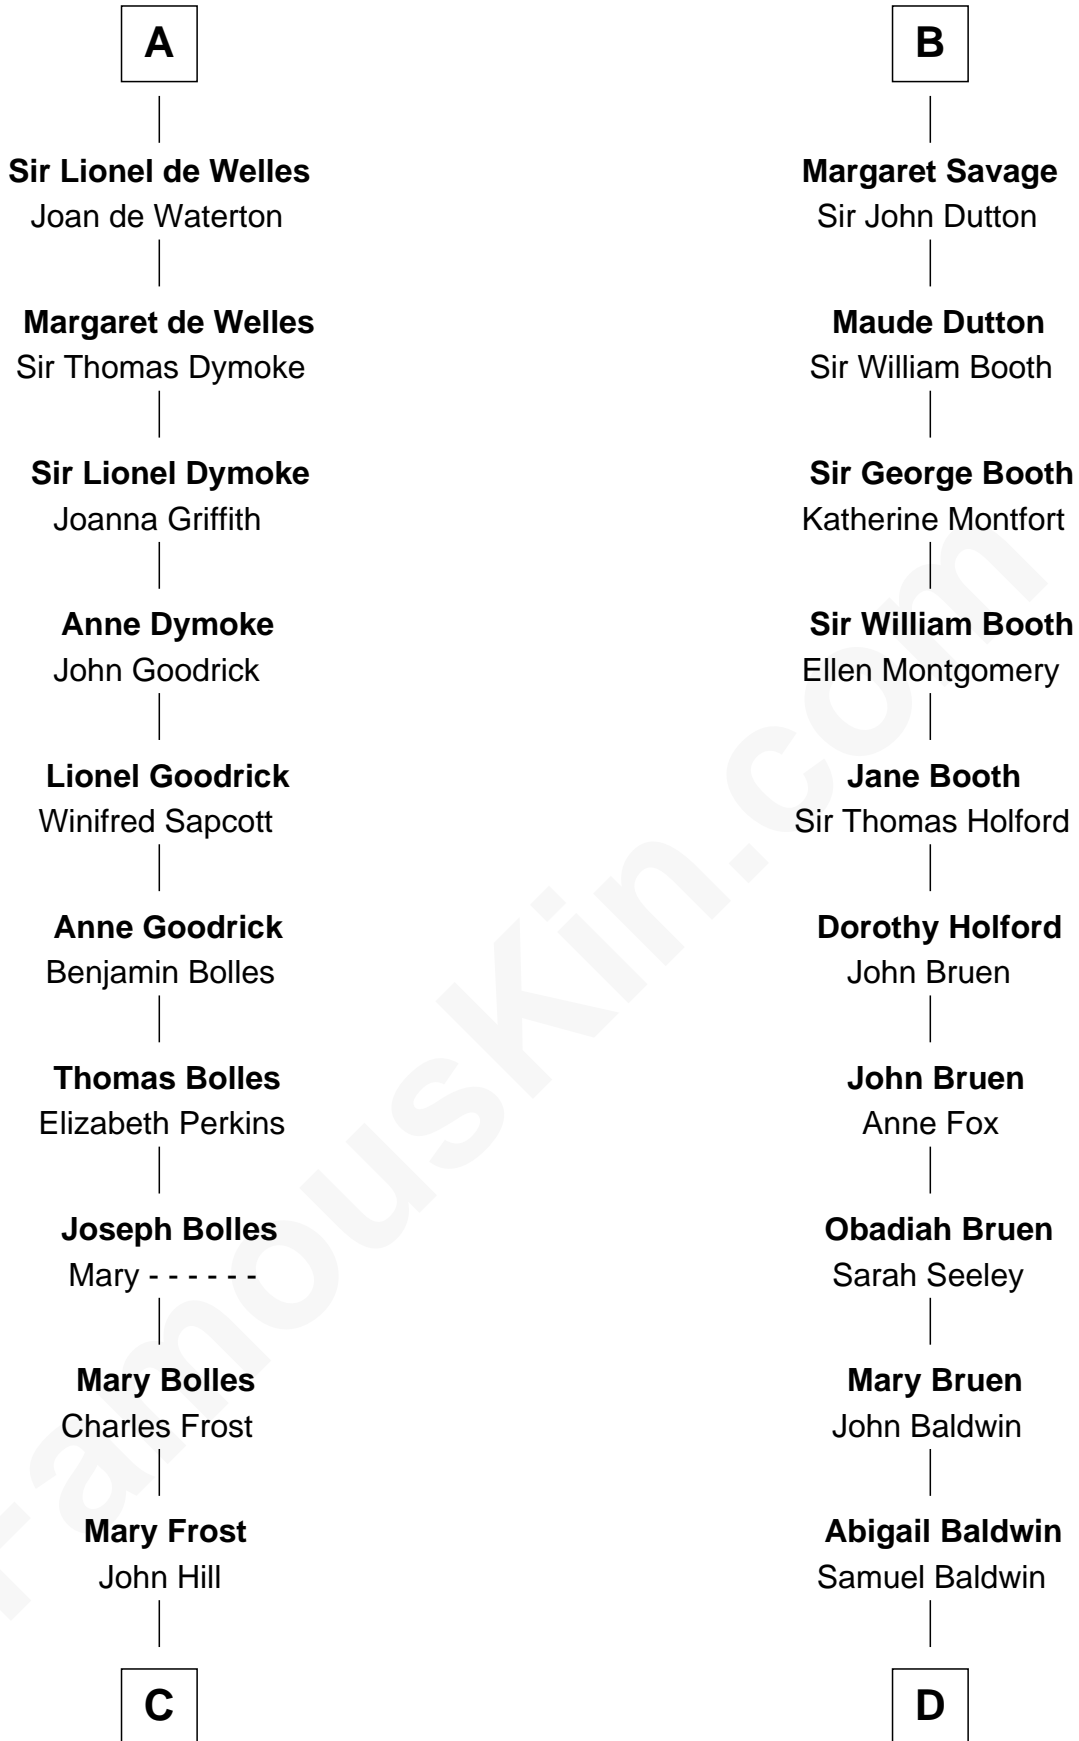 A
Sir Lionel de Welles
Joan de Waterton
Margaret de Welles
Sir Thomas Dymoke
Sir Lionel Dymoke
Joanna Griffith
Anne Dymoke
John Goodrick
Lionel Goodrick
Winifred Sapcott
Anne Goodrick
Benjamin Bolles
Thomas Bolles
Elizabeth Perkins
Joseph Bolles
Mary - - - - - -
Mary Bolles
Charles Frost
Mary Frost
John Hill
C
B
Margaret Savage
Sir John Dutton
Maude Dutton
Sir William Booth
Sir George Booth
Katherine Montfort
Sir William Booth
Ellen Montgomery
Jane Booth
Sir Thomas Holford
Dorothy Holford
John Bruen
John Bruen
Anne Fox
Obadiah Bruen
Sarah Seeley
Mary Bruen
John Baldwin
Abigail Baldwin
Samuel Baldwin
D
FamousKin.com